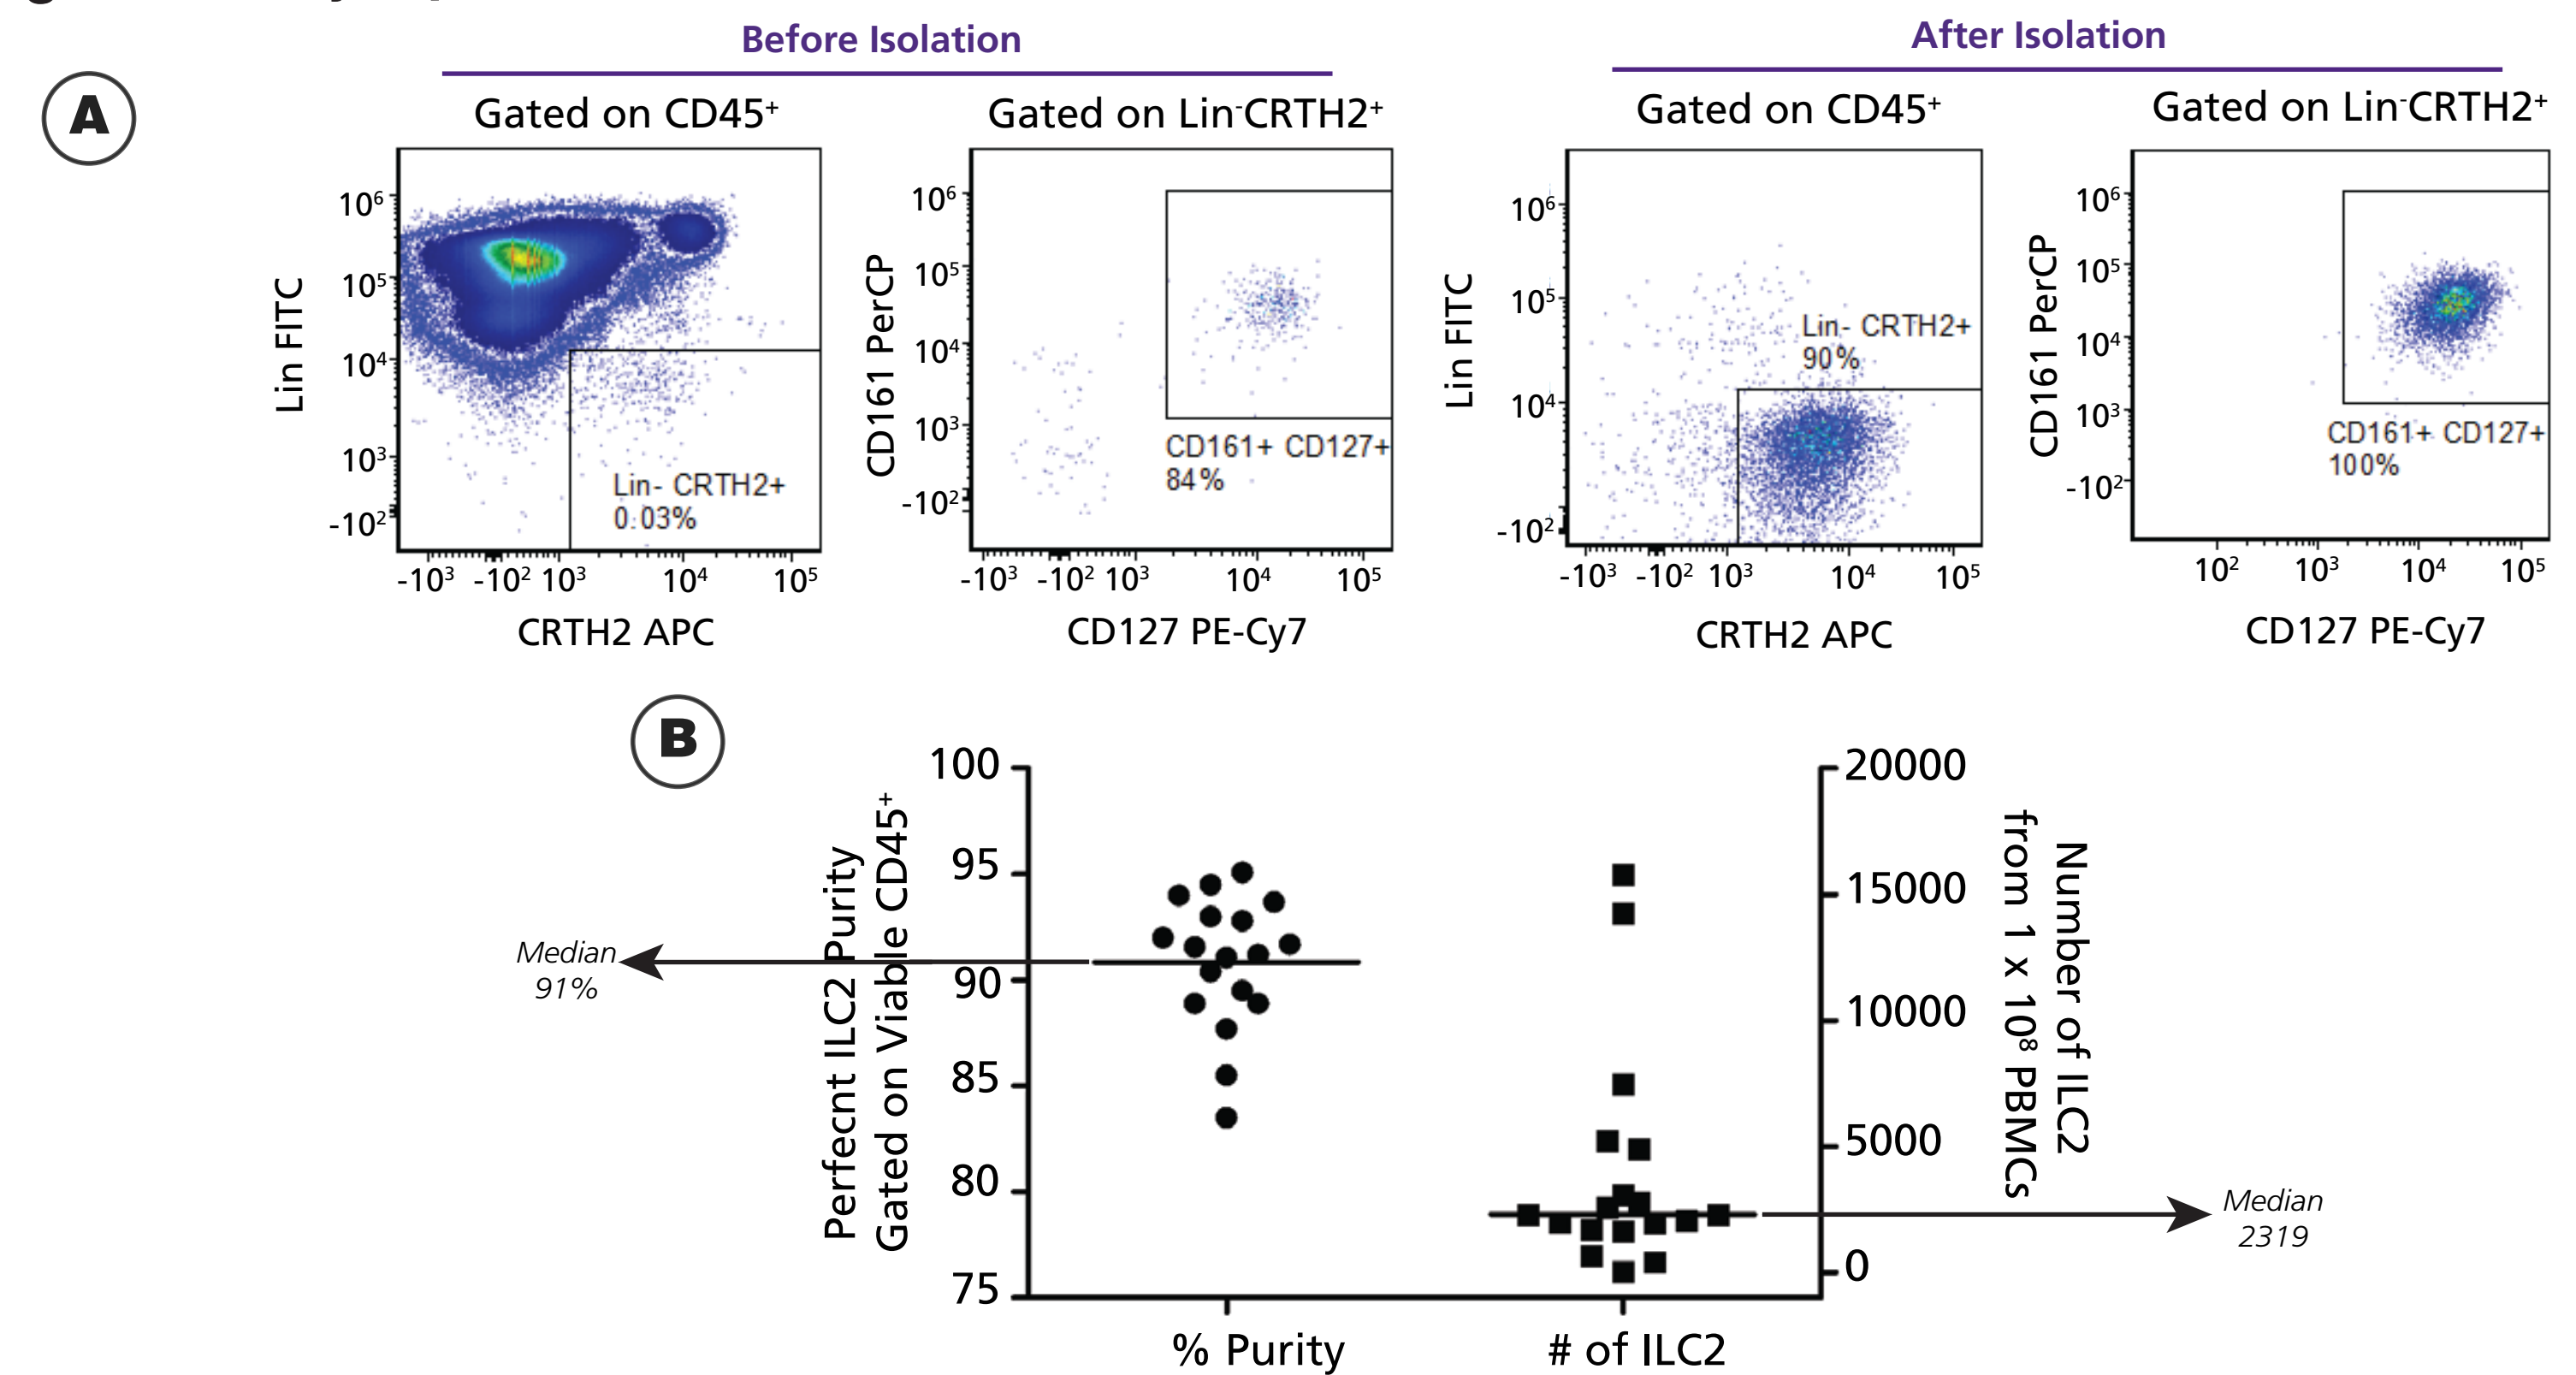 Before Isolation
After Isolation
A
Gated on CD45⁺
Gated on Lin⁻CRTH2⁺
Gated on CD45⁺
Gated on Lin⁻CRTH2⁺
Lin FITC
10⁶
10⁵
10⁴
10³
-10²
Lin- CRTH2+
0.03%
-10³ -10² 10³ 10⁴ 10⁵
CRTH2 APC
CD161 PerCP
10⁶
10⁵
10⁴
10³
-10²
CD161+ CD127+
84%
-10³ -10² 10³ 10⁴ 10⁵
CD127 PE-Cy7
Lin FITC
10⁶
10⁵
10⁴
-10²
Lin- CRTH2+
90%
-10³ -10² 10³ 10⁴ 10⁵
CRTH2 APC
CD161 PerCP
10⁶
10⁵
10⁴
10³
-10²
CD161+ CD127+
100%
10² 10³ 10⁴ 10⁵
CD127 PE-Cy7
B
Perfecnt ILC2 Purity
Gated on Viable CD45⁺
100
95
90
85
80
75
Median
91%
20000
15000
10000
5000
0
Number of ILC2
from 1 x 10⁸ PBMCs
Median
2319
% Purity
# of ILC2